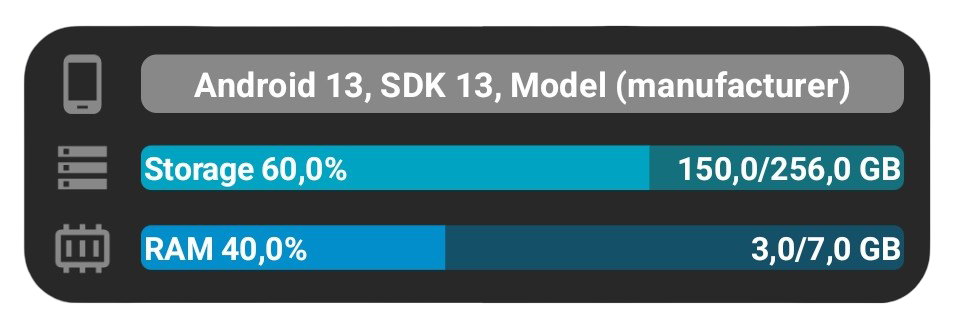 Android 13, SDK 13, Model (manufacturer)
Storage 60,0% 150,0/256,0 GB
RAM 40,0% 3,0/7,0 GB